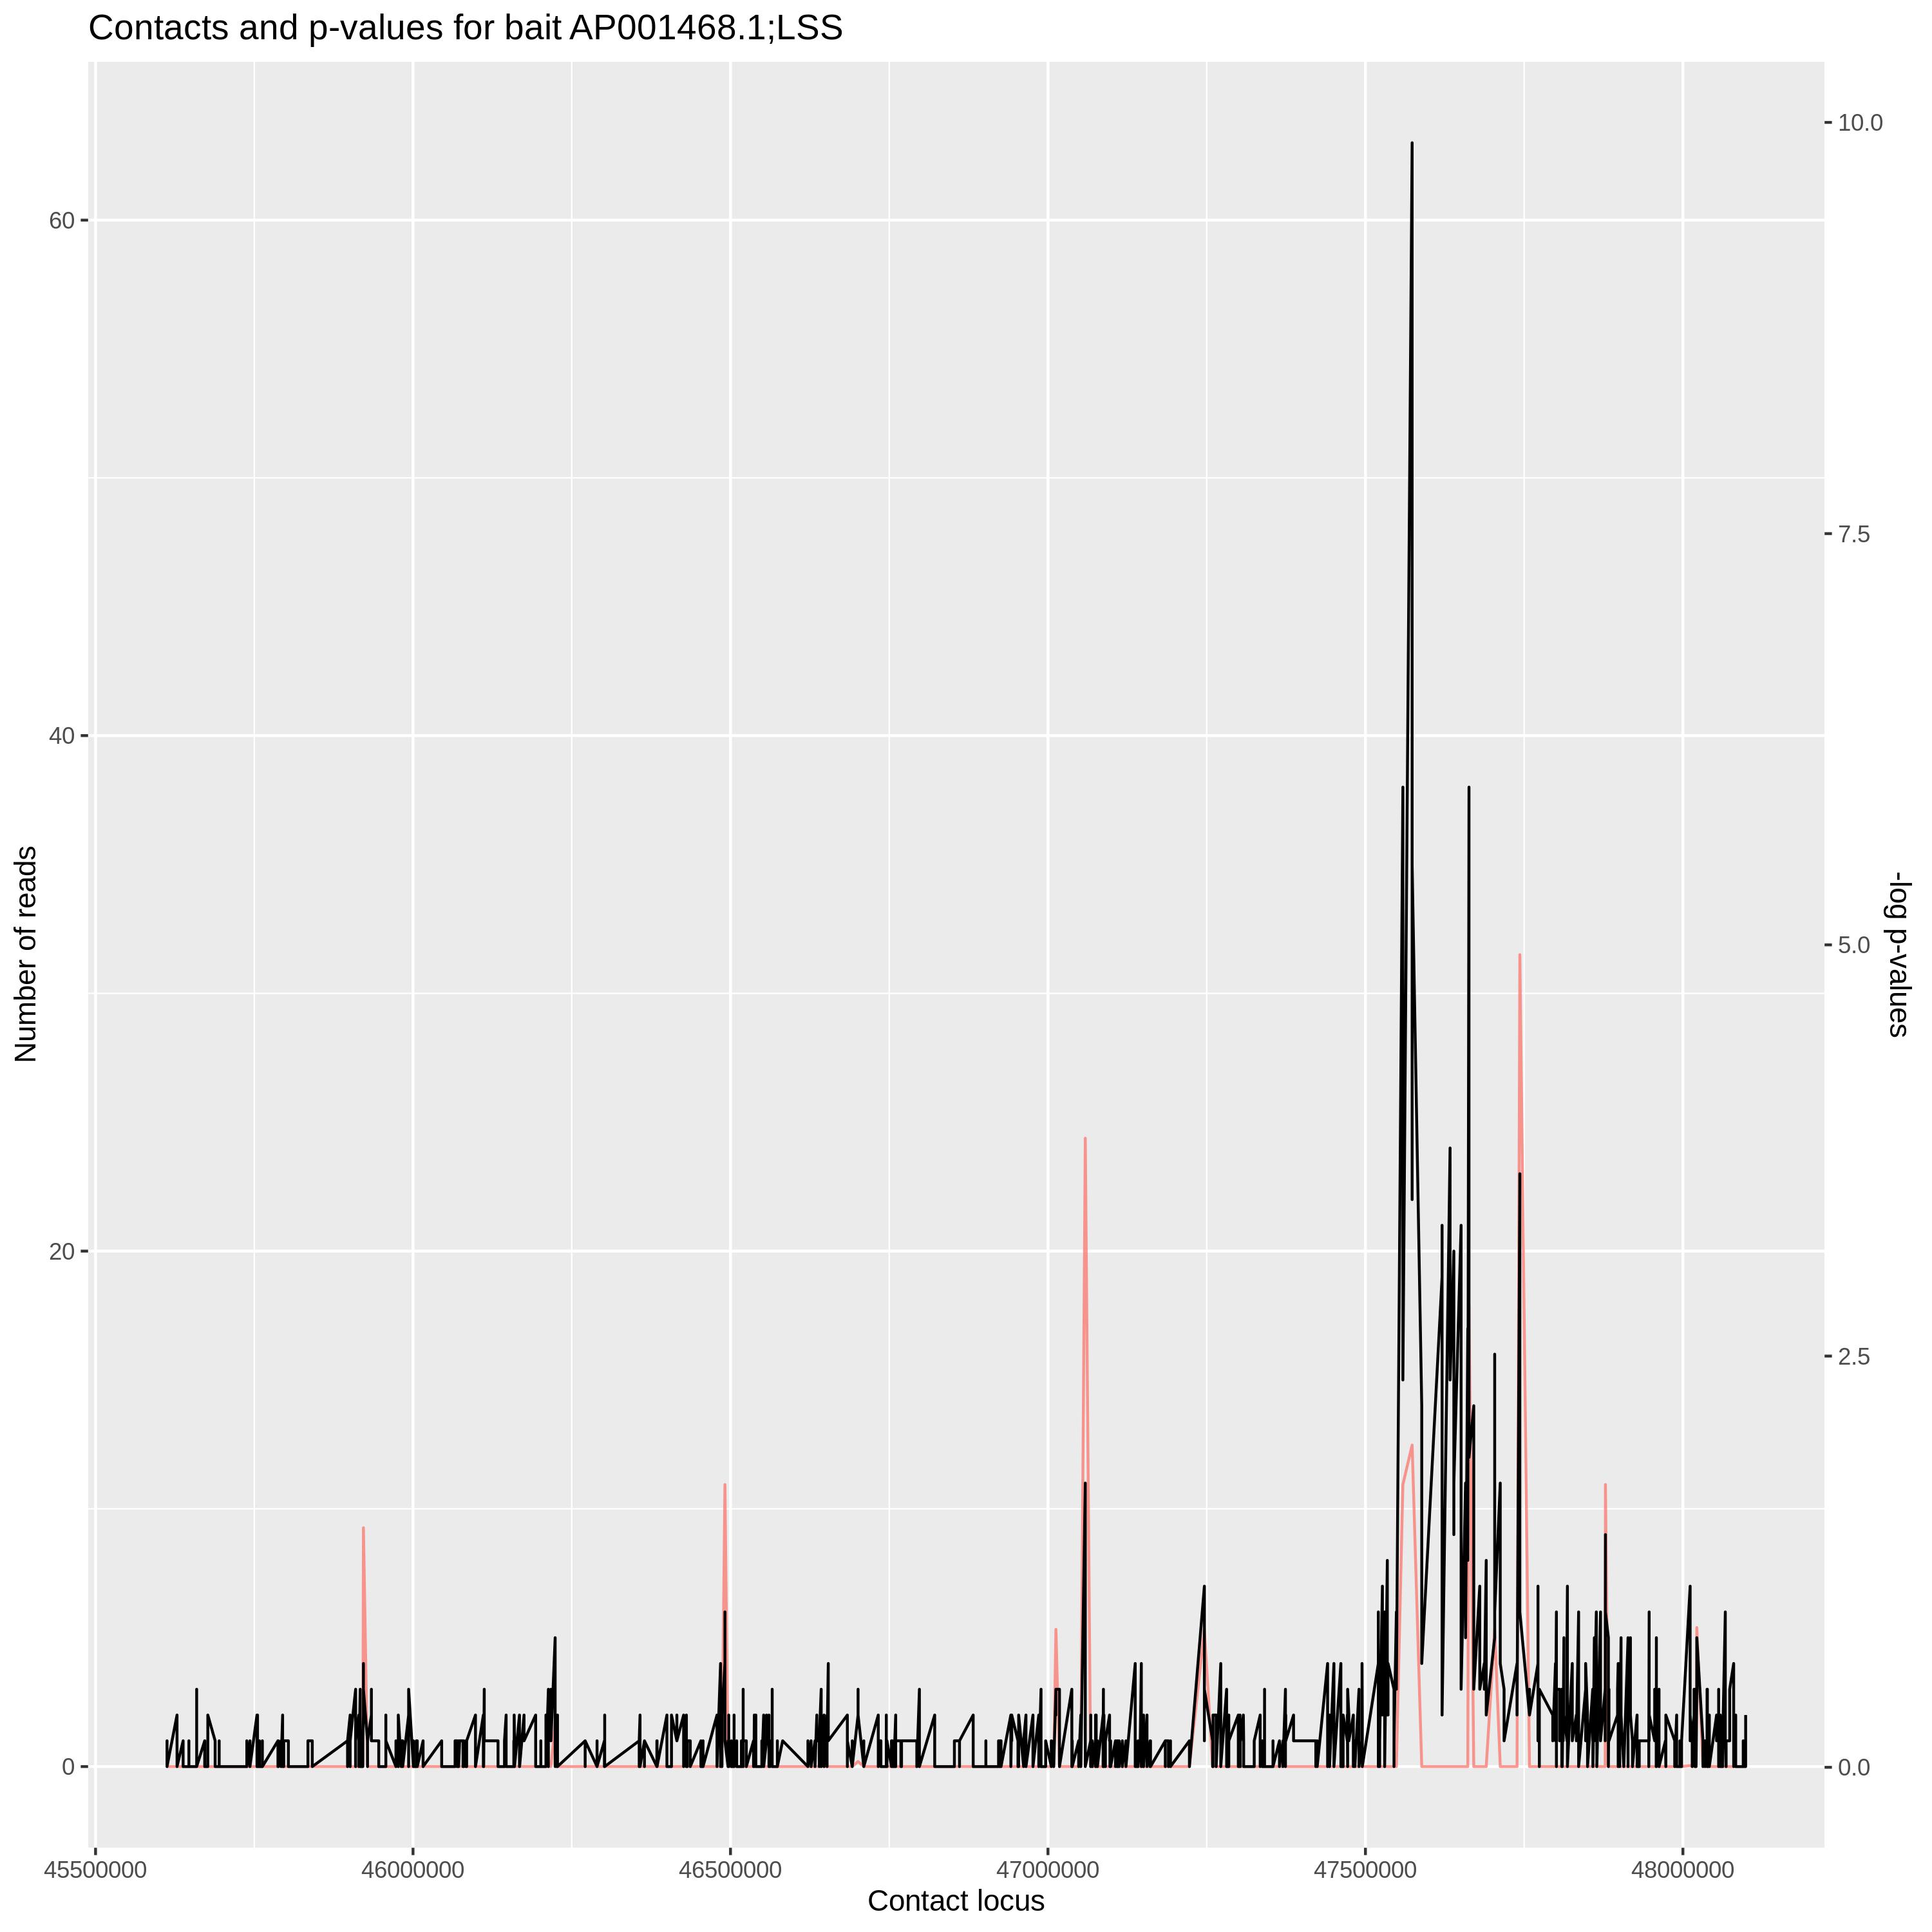 Contacts and p-values for bait AP001468.1;LSS
10.0
60
7.5
40
5.0
Number of reads
-log p-values
20
2.5
0
0.0
45500000 46000000 46500000 47000000 47500000 48000000
Contact locus